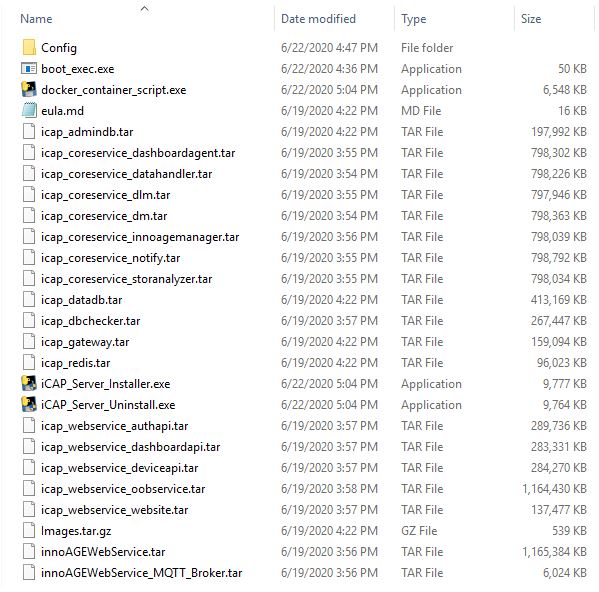 Name Date modified Type Size
Config 6/22/2020 4:47 PM File folder
boot_exec.exe 6/22/2020 4:36 PM Application 50 KB
docker_container_script.exe 6/22/2020 5:04 PM Application 6,548 KB
eula.md 6/19/2020 4:22 PM MD File 16 KB
icap_admindb.tar 6/19/2020 4:22 PM TAR File 197,992 KB
icap_coreservice_dashboardagent.tar 6/19/2020 3:55 PM TAR File 798,302 KB
icap_coreservice_datahandler.tar 6/19/2020 3:54 PM TAR File 798,226 KB
icap_coreservice_dlm.tar 6/19/2020 3:55 PM TAR File 797,946 KB
icap_coreservice_dm.tar 6/19/2020 3:54 PM TAR File 798,363 KB
icap_coreservice_innoagemanager.tar 6/19/2020 3:56 PM TAR File 798,039 KB
icap_coreservice_notify.tar 6/19/2020 3:55 PM TAR File 798,792 KB
icap_coreservice_storanalyzer.tar 6/19/2020 3:55 PM TAR File 798,034 KB
icap_datadb.tar 6/19/2020 4:22 PM TAR File 413,169 KB
icap_dbchecker.tar 6/19/2020 3:57 PM TAR File 267,447 KB
icap_gateway.tar 6/19/2020 4:22 PM TAR File 159,094 KB
icap_redis.tar 6/19/2020 4:22 PM TAR File 96,023 KB
iCAP_Server_Installer.exe 6/22/2020 5:04 PM Application 9,777 KB
iCAP_Server_Uninstall.exe 6/22/2020 5:04 PM Application 9,764 KB
icap_webservice_authapi.tar 6/19/2020 3:57 PM TAR File 289,736 KB
icap_webservice_dashboardapi.tar 6/19/2020 3:57 PM TAR File 283,331 KB
icap_webservice_deviceapi.tar 6/19/2020 3:57 PM TAR File 284,270 KB
icap_webservice_oobservice.tar 6/19/2020 3:58 PM TAR File 1,164,430 KB
icap_webservice_website.tar 6/19/2020 3:57 PM TAR File 137,477 KB
Images.tar.gz 6/19/2020 4:22 PM GZ File 539 KB
innoAGEWebService.tar 6/19/2020 3:56 PM TAR File 1,165,384 KB
innoAGEWebService_MQTT_Broker.tar 6/19/2020 3:56 PM TAR File 6,024 KB